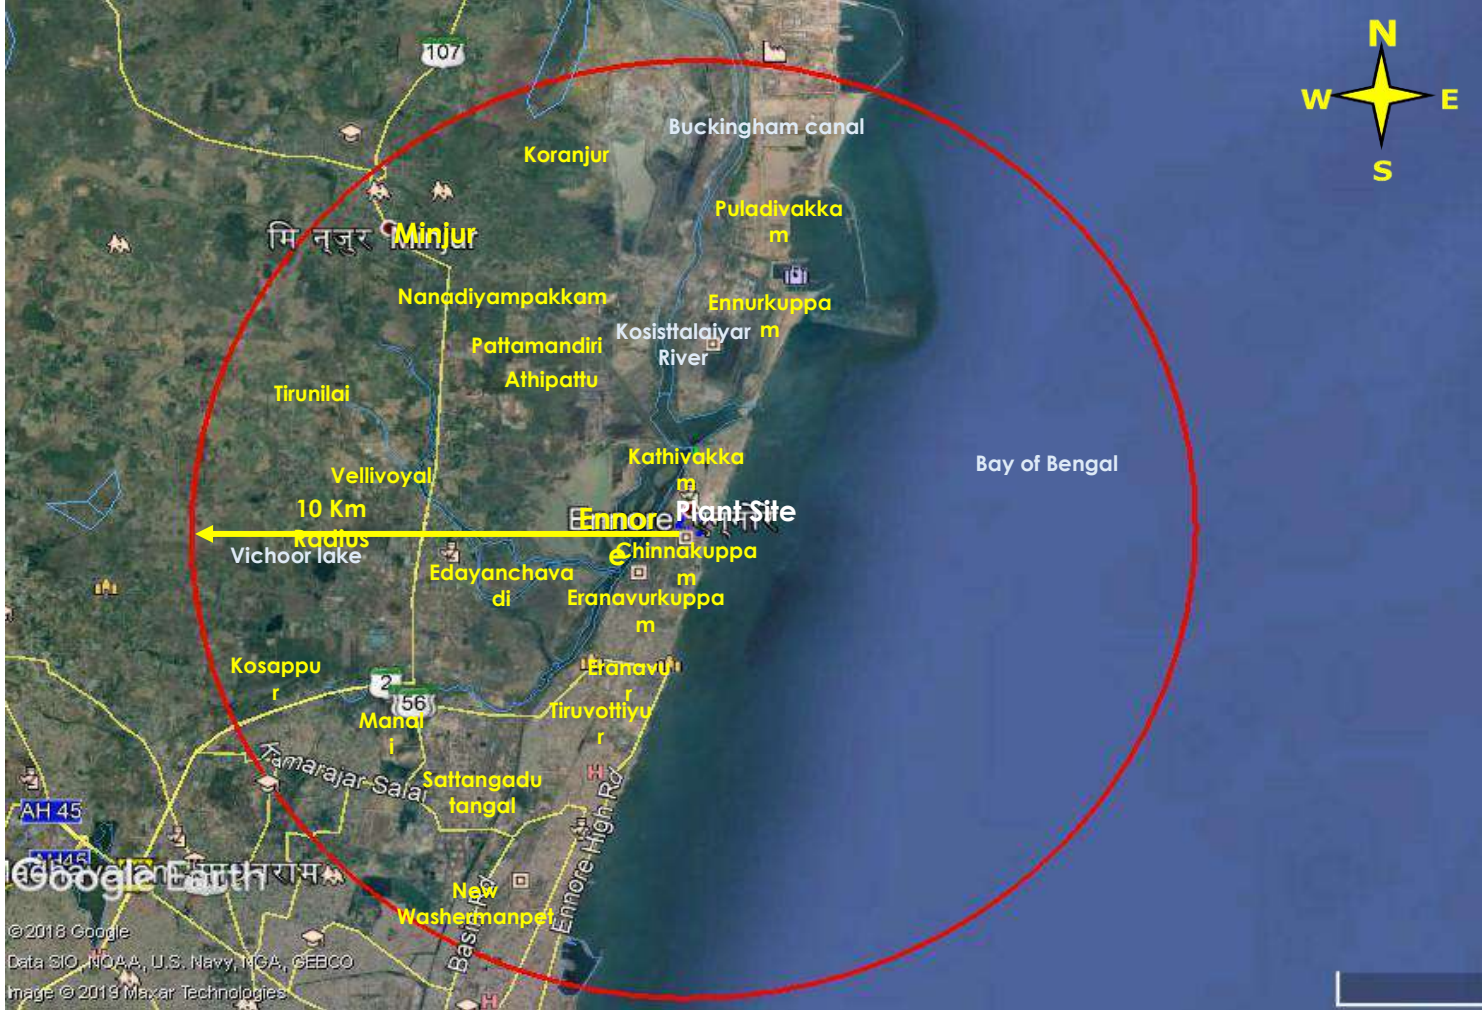 N
107
W
E
Buckingham canal
Koranjur
S
Puladivakka
m
मिन्जुर Minjur
Minjur
Nanadiyampakkam
Ennurkuppa
m
Kosisttalaiyar
River
Pattamandiri
Athipattu
Tirunilai
Kathivakka
m
Bay of Bengal
Vellivoyal
10 Km
Radius
Ennore
Ennor
e
Plant Site
Vichoor lake
Chinnakuppa
m
Edayanchava
di
Eranavurkuppa
m
Kosappu
r
Eranavu
r
2
56
Manal
i
Tiruvottiyu
r
Kamarajar Salai
Sattangadu
tangal
H
AH 45
AH45
Google Earth
New
Washermanpet
Basin Rd
Ennore High Rd
© 2018 Google
Data SIO, NOAA, U.S. Navy, NGA, GEBCO
Image © 2019 Maxar Technologies
H
H